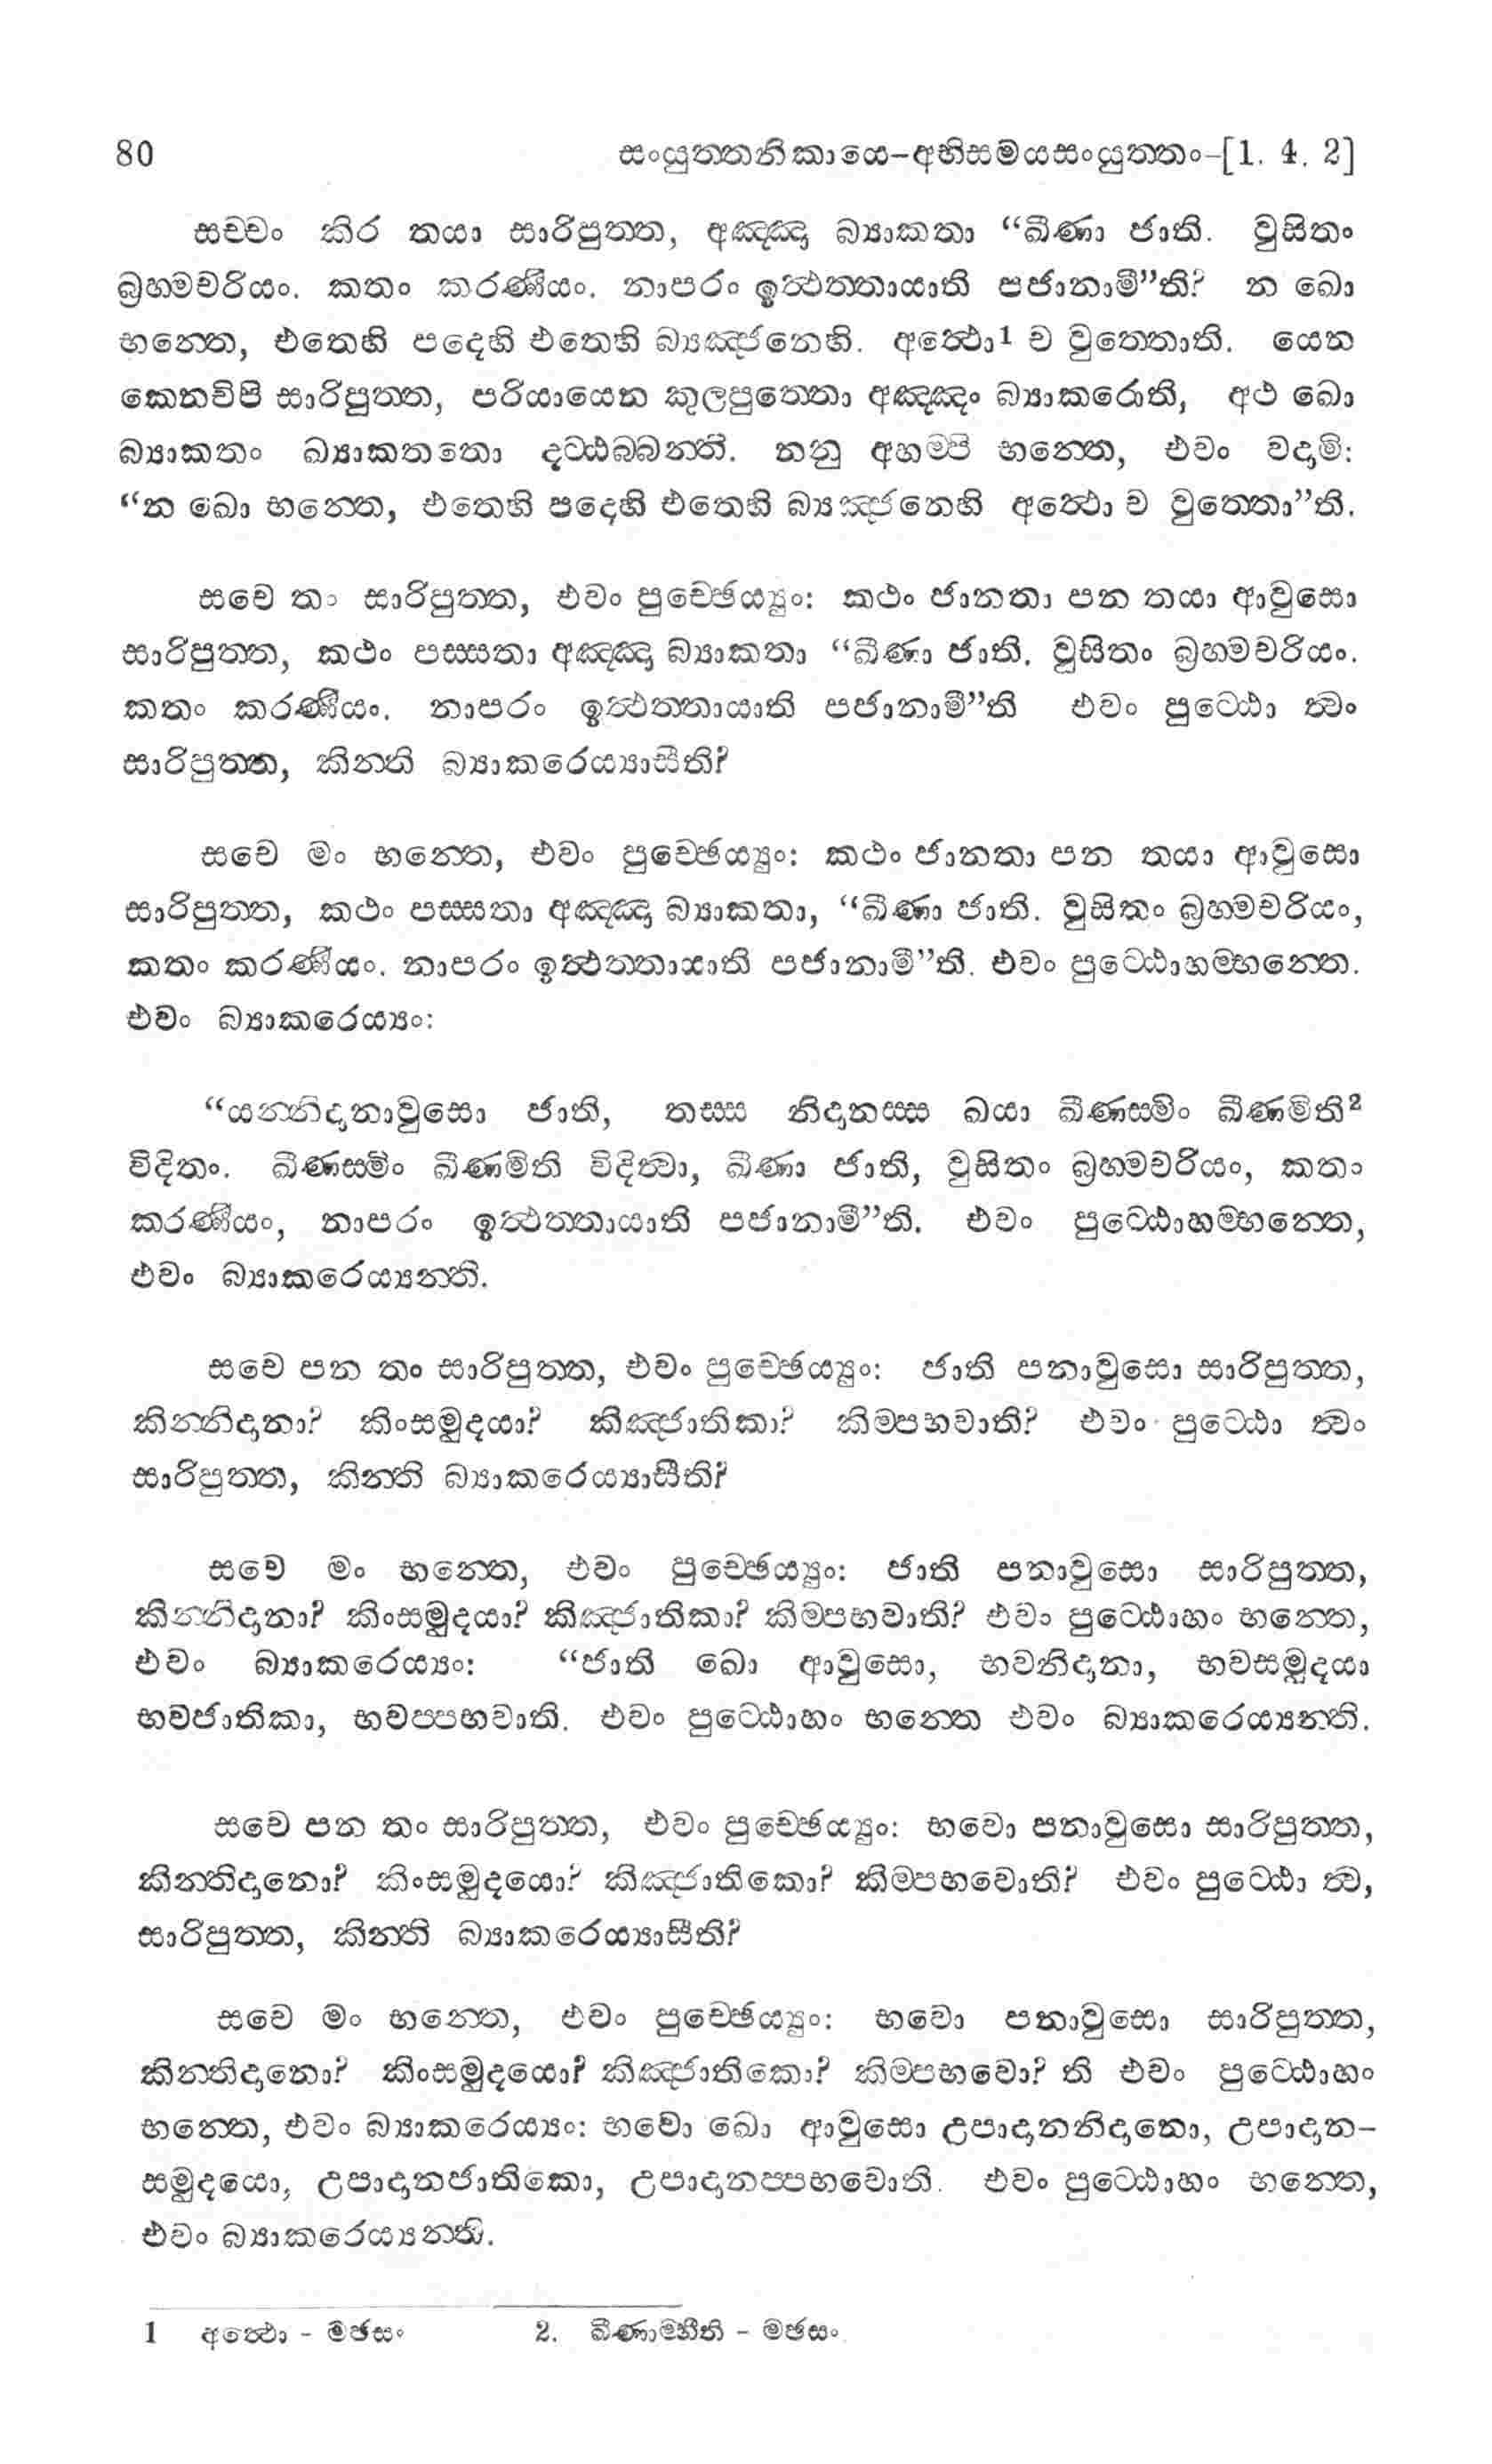 80 සංයුත්තනිකායෙ–අභිසමයසංයුත්තං–[1. 4. 2]
සච්චං කිර තයා සාරිපුත්ත, අඤ්ඤා බ්‍යාකතා “ඛීණා ජාති. වුසිතං
බ්‍රහ්මචරියං. කතං කරණීයං. නාපරං ඉත්ථත්තායාති පජානාමී”ති? න ඛො
භන්තෙ, එතෙහි පදෙහි එතෙහි බ්‍යඤ්ජනෙහි. අත්ථො1 ච වුත්තොති. යෙන
කෙනචිපි සාරිපුත්ත, පරියායෙන කුලපුත්තො අඤ්ඤං බ්‍යාකරොති, අථ ඛො
බ්‍යාකතං ඛ්‍යාකතතො දට්ඨබ්බන්ති. නනු අහම්පි භන්තෙ, එවං වදාමි:
“න ඛො භන්තෙ, එතෙහි පදෙහි එතෙහි බ්‍යඤ්ජනෙහි අත්ථො ච වුත්තො”ති.
සචෙ තං සාරිපුත්ත, එවං පුච්ඡෙය්‍යුං: කථං ජානතා පන තයා ආවුසො
සාරිපුත්ත, කථං පස්සතා අඤ්ඤා බ්‍යාකතා “ඛීණා ජාති. වුසිතං බ්‍රහ්මචරියං.
කතං කරණීයං. නාපරං ඉත්ථත්තායාති පජානාමී”ති එවං පුට්ඨො ත්වං
සාරිපුත්ත, කින්ති බ්‍යාකරෙය්‍යාසීති?
සචෙ මං භන්තෙ, එවං පුච්ඡෙය්‍යුං: කථං ජානතා පන තයා ආවුසො
සාරිපුත්ත, කථං පස්සතා අඤ්ඤා බ්‍යාකතා, “ඛීණා ජාති. වුසිතං බ්‍රහ්මචරියං,
කතං කරණීයං. නාපරං ඉත්ථත්තායාති පජානාමී”ති. එවං පුට්ඨොහම්භන්තෙ.
එවං බ්‍යාකරෙය්‍යං:
“යන්නිදානාවුසො ජාති, තස්ස නිදානස්ස ඛයා ඛීණස්මිං ඛීණමිති2
විදිතං. ඛීණස්මිං ඛීණමිති විදිත්වා, ඛීණා ජාති, වුසිතං බ්‍රහ්මචරියං, කතං
කරණීයං, නාපරං ඉත්ථත්තායාති පජානාමී”ති. එවං පුට්ඨොහම්භන්තෙ,
එවං බ්‍යාකරෙය්‍යන්ති.
සචෙ පන තං සාරිපුත්ත, එවං පුච්ඡෙය්‍යුං: ජාති පනාවුසො සාරිපුත්ත,
කින්නිදානා? කිංසමුදයා? කිඤ්ජාතිකා? කිම්පභවාති? එවං පුට්ඨො ත්වං
සාරිපුත්ත, කින්ති බ්‍යාකරෙය්‍යාසීති?
සචෙ මං භන්තෙ, එවං පුච්ඡෙය්‍යුං: ජාති පනාවුසො සාරිපුත්ත,
කින්නිදානා? කිංසමුදයා? කිඤ්ජාතිකා? කිම්පභවාති? එවං පුට්ඨොහං භන්තෙ,
එවං බ්‍යාකරෙය්‍යං: “ජාති ඛො ආවුසො, භවනිදානා, භවසමුදයා
භවජාතිකා, භවප්පභවාති. එවං පුට්ඨොහං භන්තෙ එවං බ්‍යාකරෙය්‍යන්ති.
සචෙ පන තං සාරිපුත්ත, එවං පුච්ඡෙය්‍යුං: භවො පනාවුසො සාරිපුත්ත,
කින්නිදානො? කිංසමුදයො? කිඤ්ජාතිකො? කිම්පභවොති? එවං පුට්ඨො ත්ව,
සාරිපුත්ත, කින්ති බ්‍යාකරෙය්‍යාසීති?
සචෙ මං භන්තෙ, එවං පුච්ඡෙය්‍යුං: භවො පනාවුසො සාරිපුත්ත,
කින්නිදානො? කිංසමුදයො? කිඤ්ජාතිකො? කිම්පභවො? ති එවං පුට්ඨොහං
භන්තෙ, එවං බ්‍යාකරෙය්‍යං: භවො ඛො ආවුසො උපාදානනිදානො, උපාදාන–
සමුදයො, උපාදානජාතිකො, උපාදානප්පභවොති. එවං පුට්ඨොහං භන්තෙ,
එවං බ්‍යාකරෙය්‍යන්ති.
1 අත්ථො – මඡසං 2. ඛීණාම්හීති – මඡසං